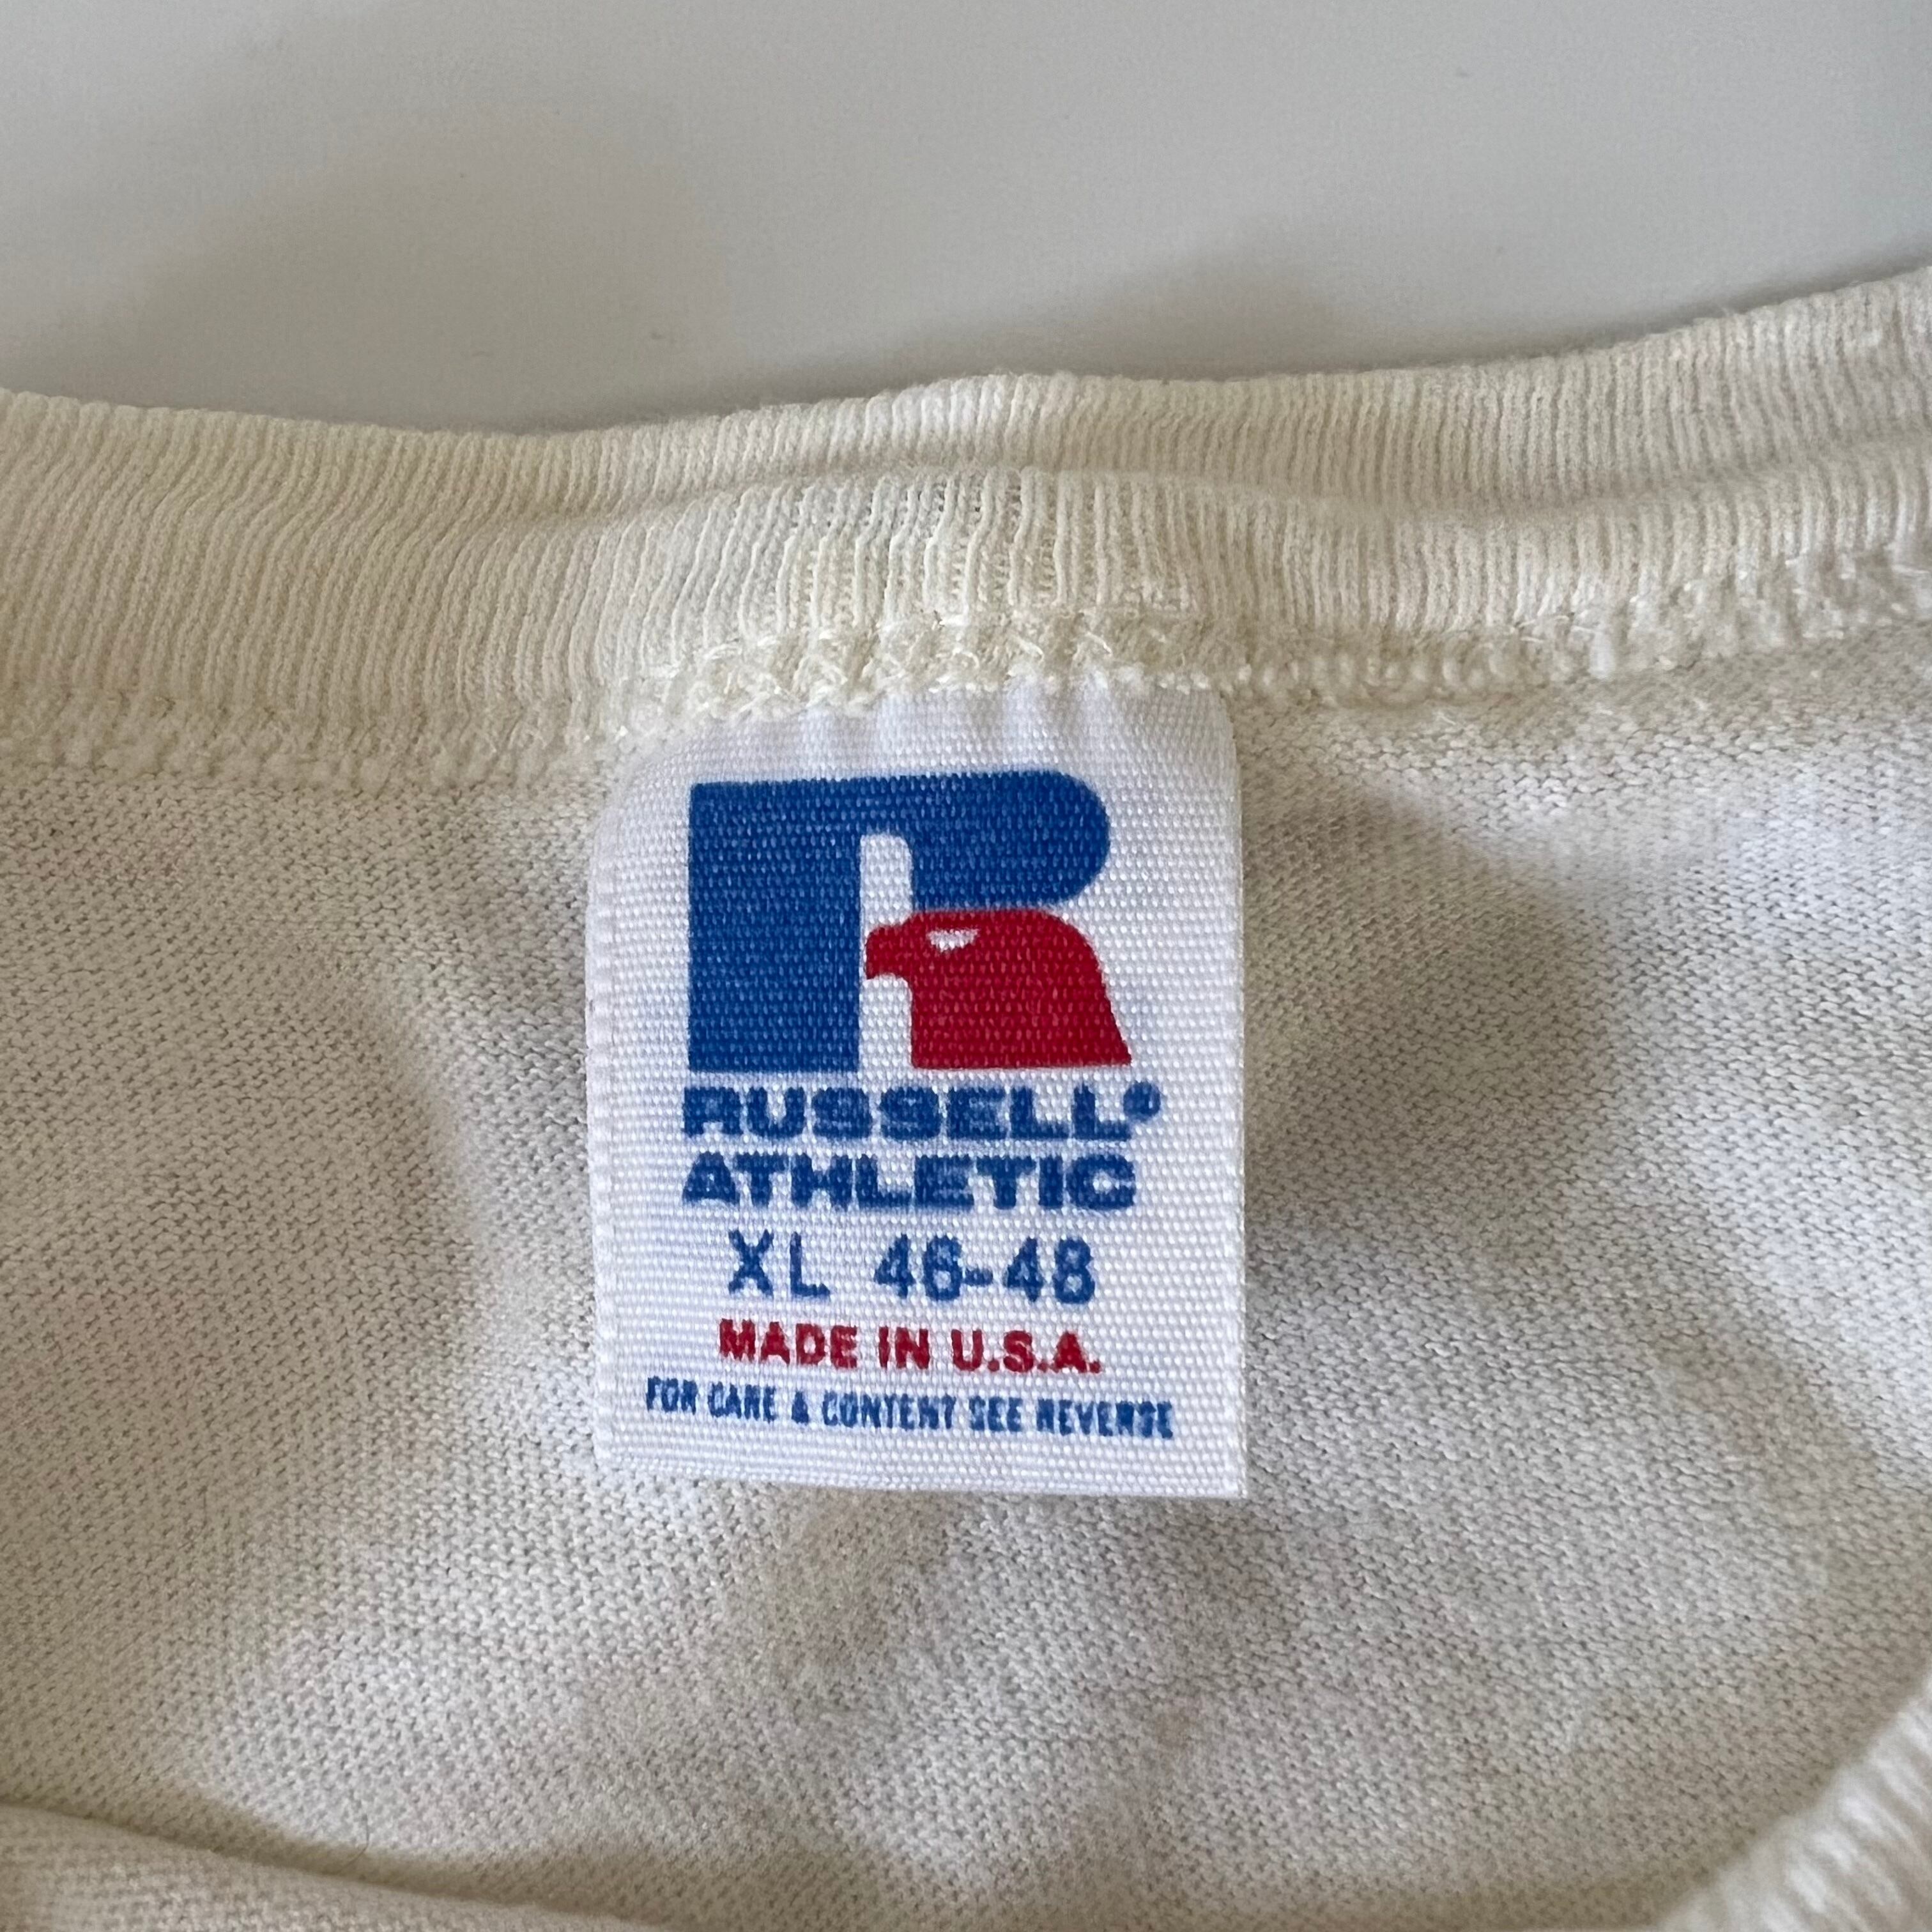 R
RUSSELL®
ATHLETIC
XL 46-48
MADE IN U.S.A.
FOR CARE & CONTENT SEE REVERSE